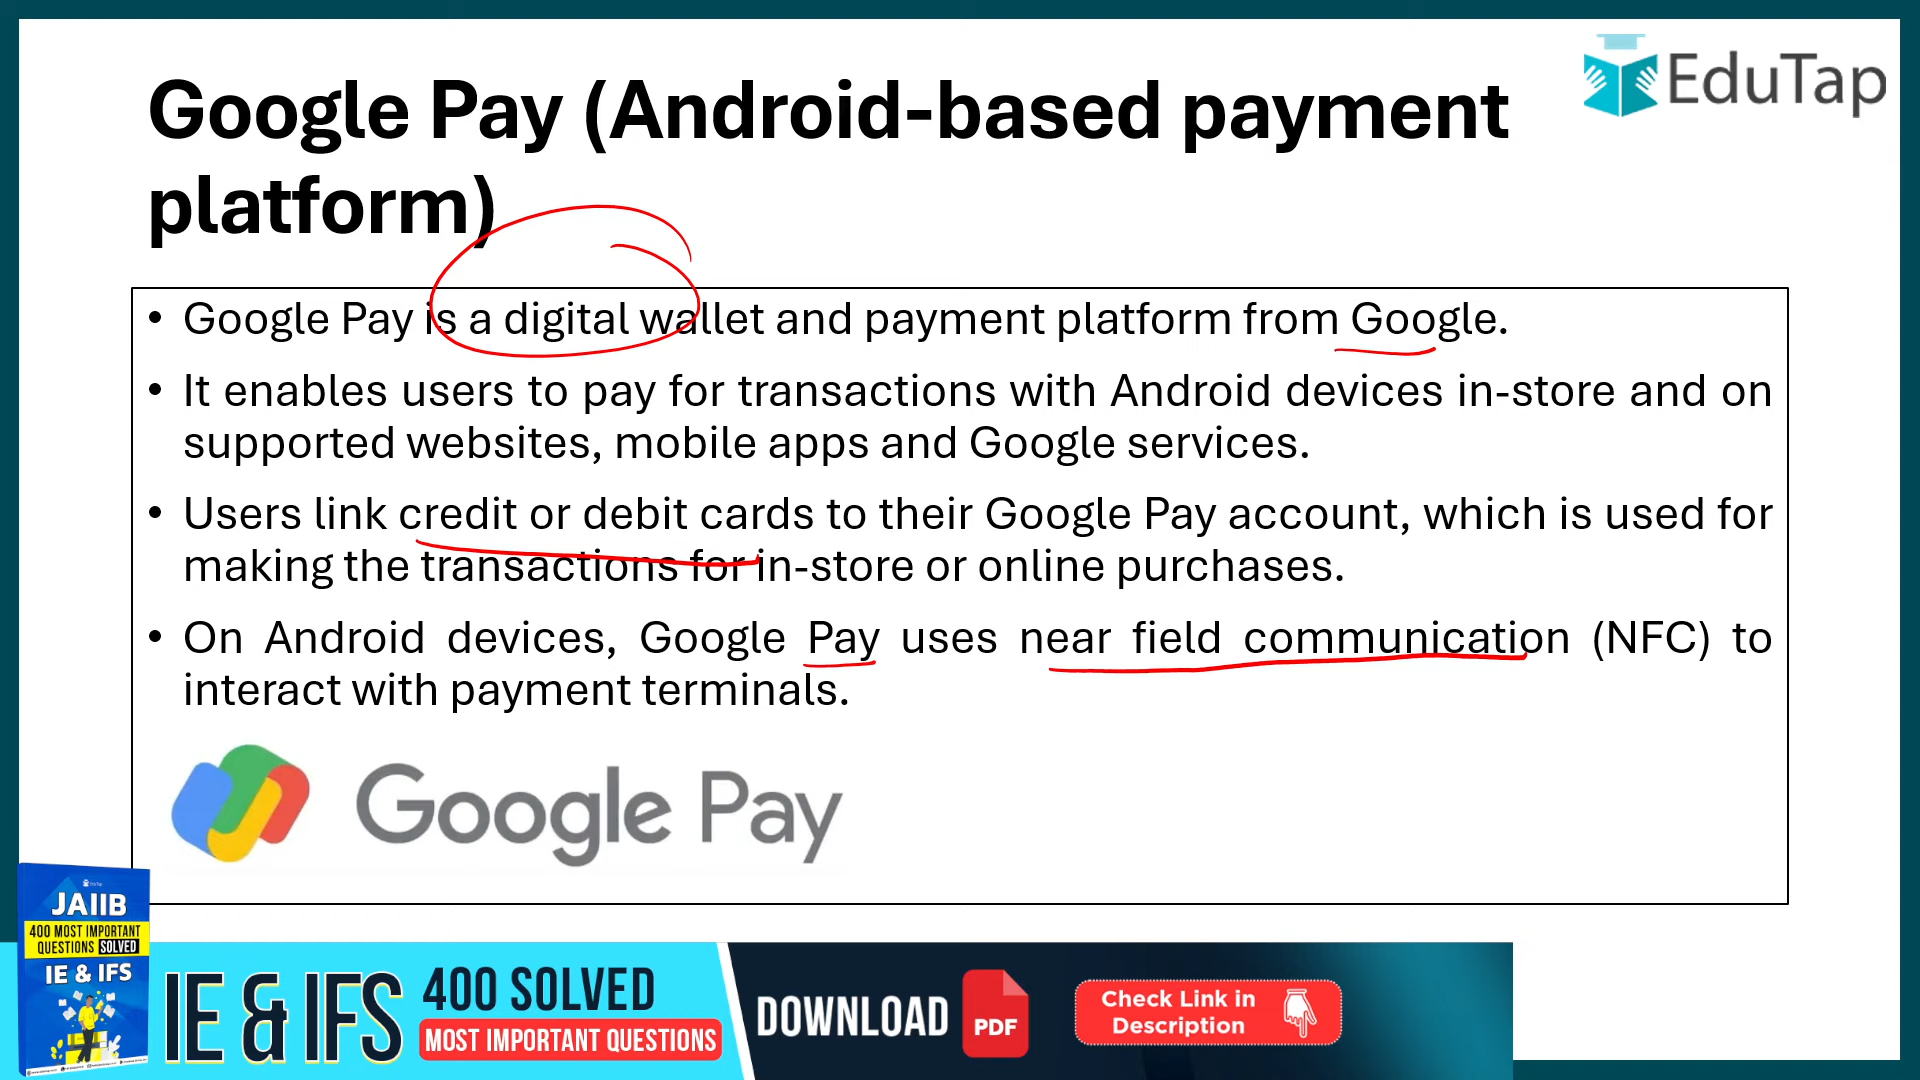 EduTap
Google Pay (Android-based payment
platform)
• Google Pay is a digital wallet and payment platform from Google.
• It enables users to pay for transactions with Android devices in-store and on
supported websites, mobile apps and Google services.
• Users link credit or debit cards to their Google Pay account, which is used for
making the transactions for in-store or online purchases.
• On Android devices, Google Pay uses near field communication (NFC) to
interact with payment terminals.
Google Pay
JAIIB
400 MOST IMPORTANT
QUESTIONS SOLVED
IE & IFS
IE & IFS
400 SOLVED
MOST IMPORTANT QUESTIONS
DOWNLOAD
PDF
Check Link in
Description